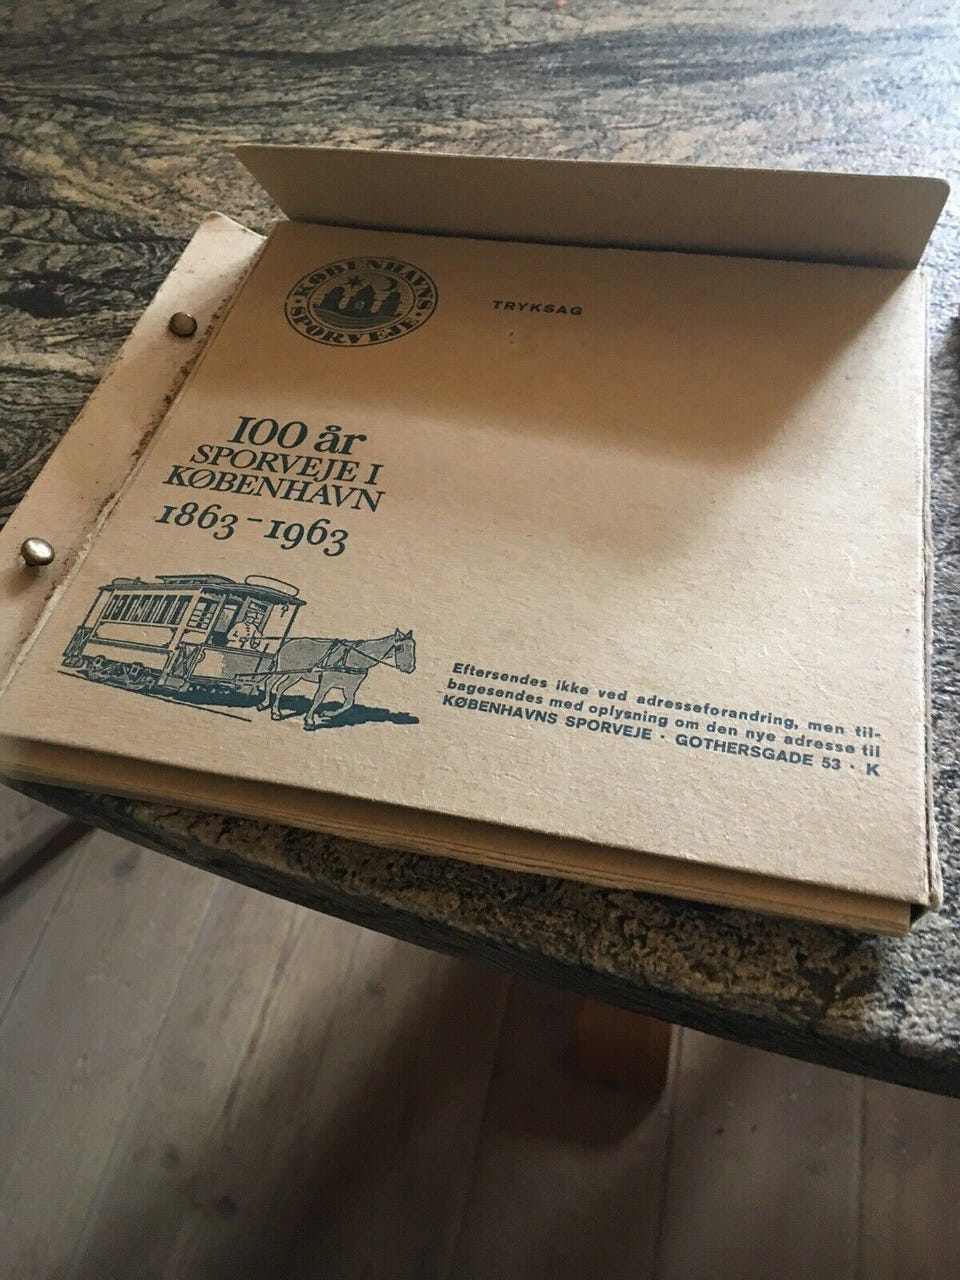 KØBENHAVNS
SPORVEJE
TRYKSAG
100 år
SPORVEJE I
KØBENHAVN
1863-1963
Eftersendes ikke ved adresseforandring, men til-
bagesendes med oplysning om den nye adresse til
KØBENHAVNS SPORVEJE · GOTHERSGADE 53 · K